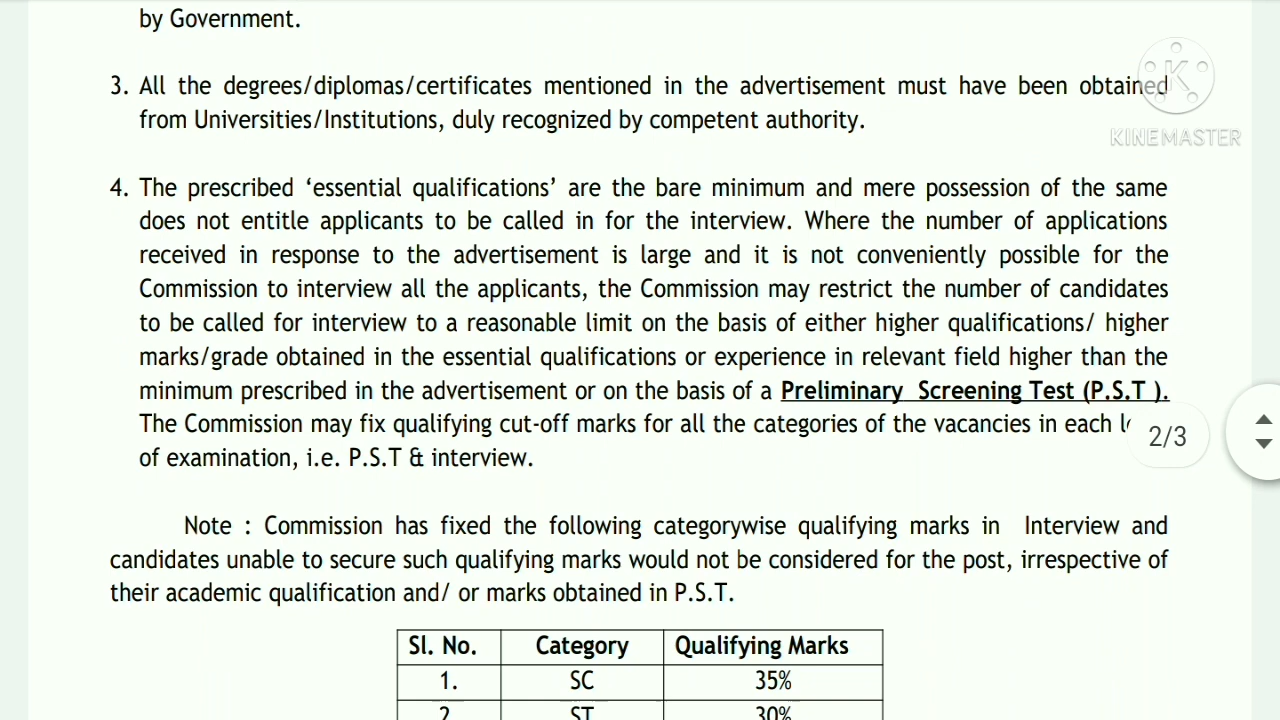 by Government.
3. All the degrees/diplomas/certificates mentioned in the advertisement must have been obtained
from Universities/Institutions, duly recognized by competent authority.
KINEMASTER
4. The prescribed ‘essential qualifications’ are the bare minimum and mere possession of the same
does not entitle applicants to be called in for the interview. Where the number of applications
received in response to the advertisement is large and it is not conveniently possible for the
Commission to interview all the applicants, the Commission may restrict the number of candidates
to be called for interview to a reasonable limit on the basis of either higher qualifications/ higher
marks/grade obtained in the essential qualifications or experience in relevant field higher than the
minimum prescribed in the advertisement or on the basis of a Preliminary Screening Test (P.S.T ).
The Commission may fix qualifying cut-off marks for all the categories of the vacancies in each
2/3
of examination, i.e. P.S.T & interview.
Note : Commission has fixed the following categorywise qualifying marks in Interview and
candidates unable to secure such qualifying marks would not be considered for the post, irrespective of
their academic qualification and/ or marks obtained in P.S.T.
Sl. No. Category Qualifying Marks
1. SC 35%
2 ST 30%